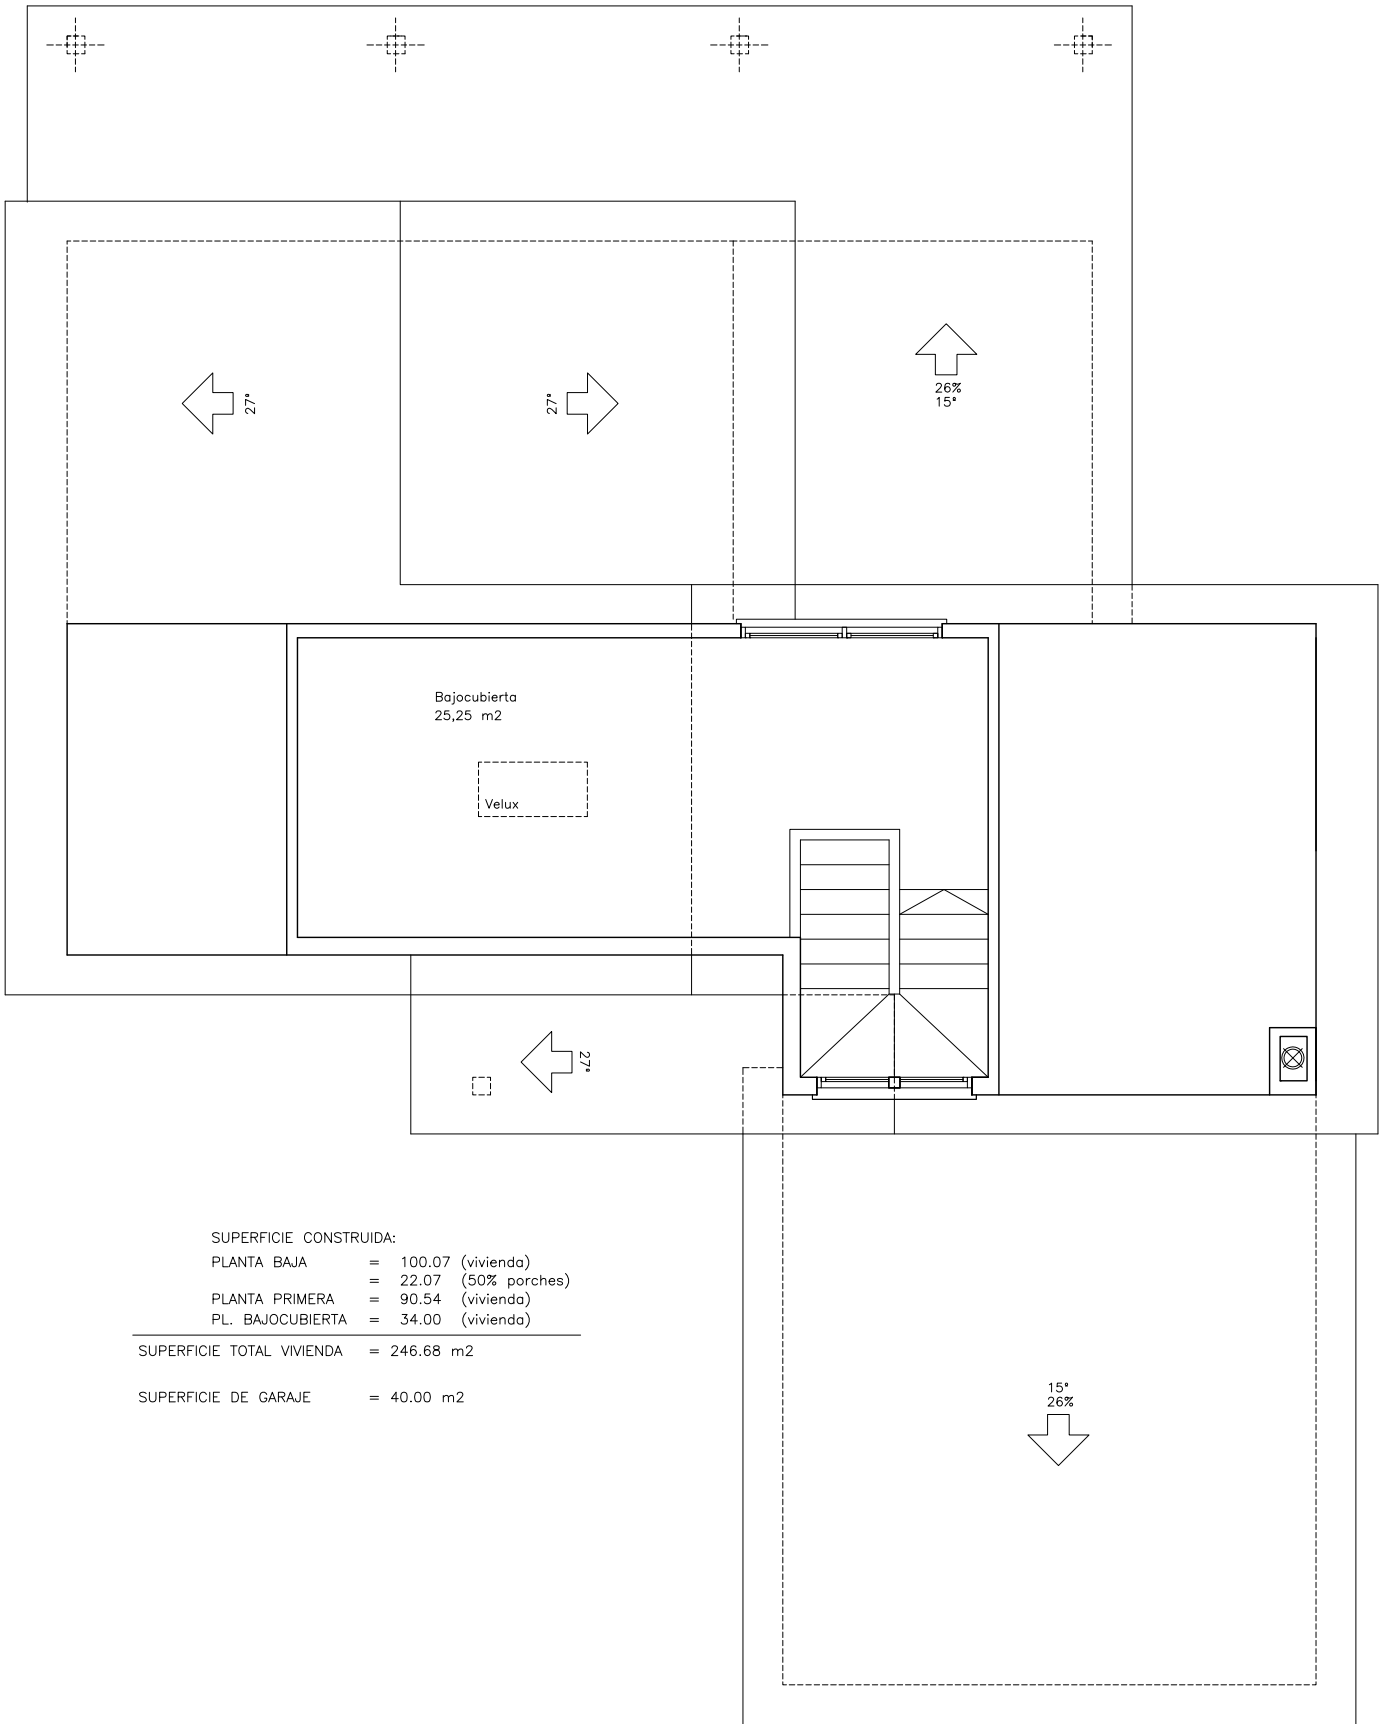 27°
27°
26%
15°
Bajocubierta
25,25 m2
Velux
27°
SUPERFICIE CONSTRUIDA:
PLANTA BAJA = 100.07 (vivienda)
= 22.07 (50% porches)
PLANTA PRIMERA = 90.54 (vivienda)
PL. BAJOCUBIERTA = 34.00 (vivienda)
SUPERFICIE TOTAL VIVIENDA = 246.68 m2
SUPERFICIE DE GARAJE = 40.00 m2
15°
26%